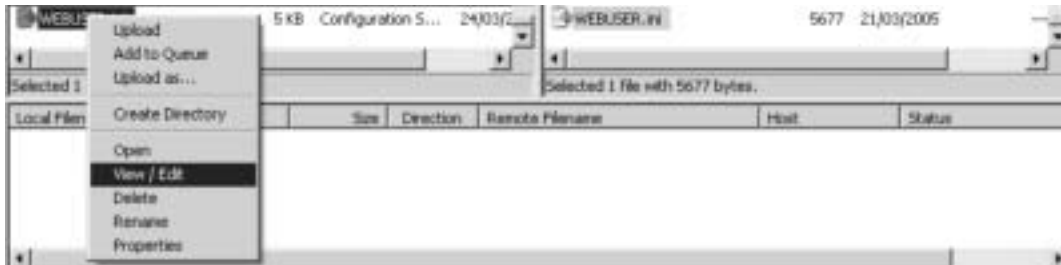 WEBUSER.ini 5 KB Configuration S... 24/03/2 WEBUSER.ini 5677 21/03/2005
Upload
Add to Queue
Upload as...
Selected 1 Selected 1 file with 5677 bytes.
Create Directory
Local Filen Size Direction Remote Filename Host Status
Open
View / Edit
Delete
Rename
Properties